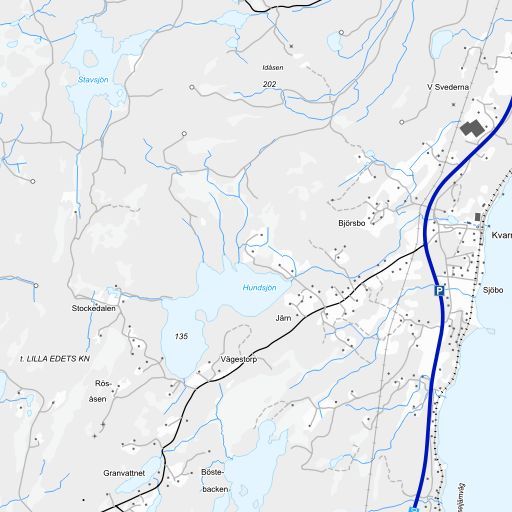 Stavsjön
Idåsen
202
V Svederna
Björsbo
Kvarn
Hundsjön
P
Sjöbo
Stockedalen
Järn
135
t. LILLA EDETS KN
Vägestorp
Rös-
åsen
Granvattnet
Böste-
backen